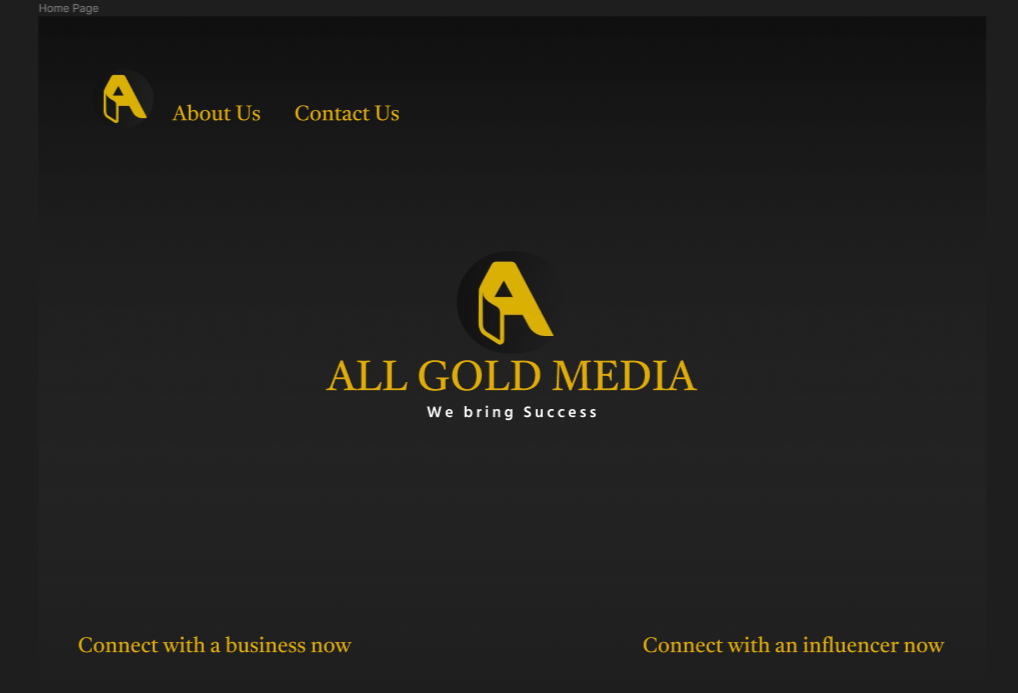 Home Page
About Us Contact Us
ALL GOLD MEDIA
We bring Success
Connect with a business now Connect with an influencer now